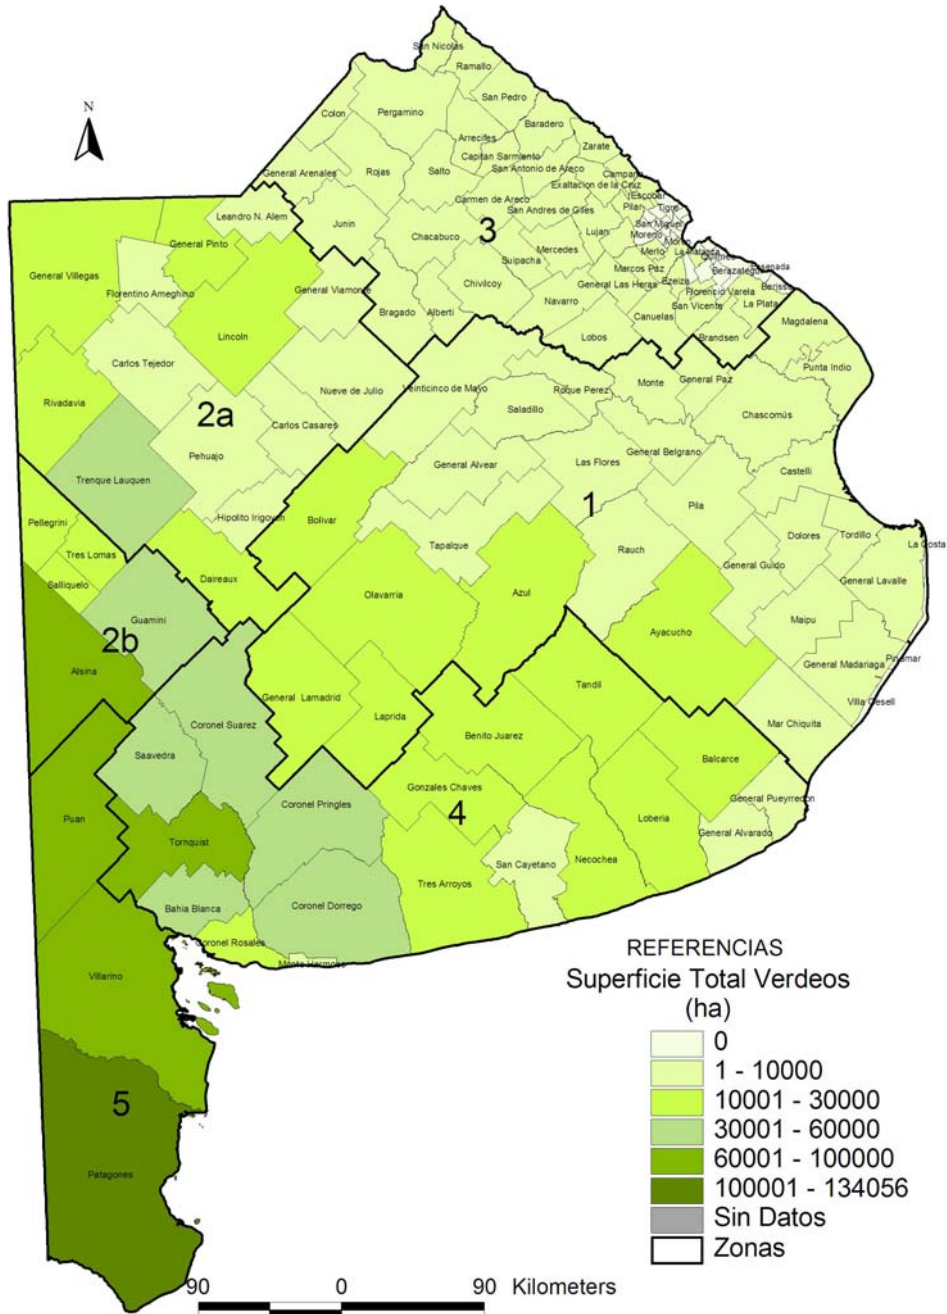 San Nicolas
Ramallo
San Pedro
Colon
Pergamino
N
Baradero
Arrecifes
Zarate
Capitan Sarmiento
General Arenales
Rojas
Salto
San Antonio de Areco
Campana
Exaltacion de la Cruz
Escobar
Leandro N. Alem
Carmen de Areco
Pilar
Tigre
San Andres de Giles
Junin
3
San Miguel
General Pinto
Chacabuco
Lujan
Moreno
Moron
Mercedes
Merlo
La Matanza
Quilmes
General Villegas
Suipacha
Marcos Paz
Berazategui
Ensenada
Florentino Ameghino
General Viamonte
Chivilcoy
General Las Heras
Ezeiza
Florencio Varela
Berisso
Navarro
San Vicente
La Plata
Bragado
Alberti
Canuelas
Lincoln
Lobos
Brandsen
Magdalena
Carlos Tejedor
Punta Indio
Nueve de Julio
Veinticinco de Mayo
Roque Perez
Monte
General Paz
Rivadavia
2a
Saladillo
Chascomús
Carlos Casares
Pehuajo
General Alvear
Las Flores
General Belgrano
Trenque Lauquen
Castelli
1
Hipolito Irigoyen
Bolivar
Pila
Pellegrini
Dolores
Tordillo
La Costa
Tapalque
Rauch
Tres Lomas
Daireaux
General Guido
Salliquelo
General Lavalle
Olavarria
Azul
Guamini
Maipu
2b
Ayacucho
Alsina
General Madariaga
Pinamar
Tandil
General Lamadrid
Laprida
Villa Gesell
Coronel Suarez
Mar Chiquita
Benito Juarez
Saavedra
Balcarce
Gonzales Chaves
General Pueyrredon
Coronel Pringles
Puan
4
Loberia
General Alvarado
Tornquist
San Cayetano
Necochea
Tres Arroyos
Bahia Blanca
Coronel Dorrego
Coronel Rosales
Monte Hermoso
Villarino
5
Patagones
REFERENCIAS
Superficie Total Verdeos
(ha)
0
1 - 10000
10001 - 30000
30001 - 60000
60001 - 100000
100001 - 134056
Sin Datos
Zonas
90 0 90 Kilometers